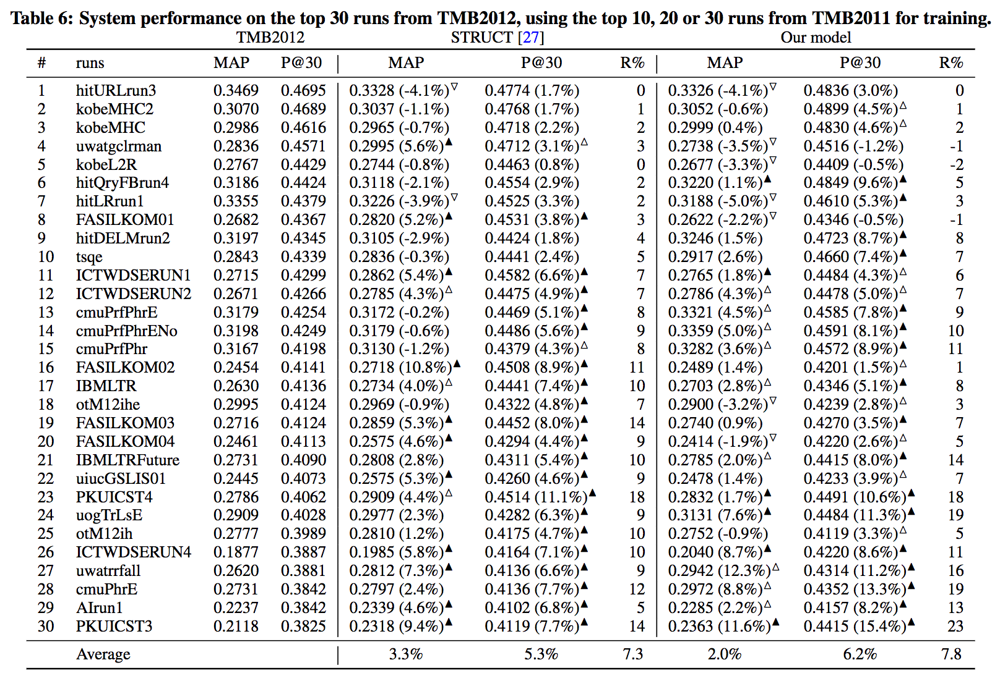 Table 6: System performance on the top 30 runs from TMB2012, using the top 10, 20 or 30 runs from TMB2011 for training.
TMB2012 STRUCT [27] Our model
# runs MAP P@30 MAP P@30 R% MAP P@30 R%
1 hitURLrun3 0.3469 0.4695 0.3328 (-4.1%)▽ 0.4774 (1.7%) 0 0.3326 (-4.1%)▽ 0.4836 (3.0%) 0
2 kobeMHC2 0.3070 0.4689 0.3037 (-1.1%) 0.4768 (1.7%) 1 0.3052 (-0.6%) 0.4899 (4.5%)△ 1
3 kobeMHC 0.2986 0.4616 0.2965 (-0.7%) 0.4718 (2.2%) 2 0.2999 (0.4%) 0.4830 (4.6%)△ 2
4 uwatgclrman 0.2836 0.4571 0.2995 (5.6%)▲ 0.4712 (3.1%)△ 3 0.2738 (-3.5%)▽ 0.4516 (-1.2%) -1
5 kobeL2R 0.2767 0.4429 0.2744 (-0.8%) 0.4463 (0.8%) 0 0.2677 (-3.3%)▽ 0.4409 (-0.5%) -2
6 hitQryFBrun4 0.3186 0.4424 0.3118 (-2.1%) 0.4554 (2.9%) 2 0.3220 (1.1%)▲ 0.4849 (9.6%)▲ 5
7 hitLRrun1 0.3355 0.4379 0.3226 (-3.9%)▽ 0.4525 (3.3%) 2 0.3188 (-5.0%)▽ 0.4610 (5.3%)▲ 3
8 FASILKOM01 0.2682 0.4367 0.2820 (5.2%)▲ 0.4531 (3.8%)▲ 3 0.2622 (-2.2%)▽ 0.4346 (-0.5%) -1
9 hitDELMrun2 0.3197 0.4345 0.3105 (-2.9%) 0.4424 (1.8%) 4 0.3246 (1.5%) 0.4723 (8.7%)▲ 8
10 tsqe 0.2843 0.4339 0.2836 (-0.3%) 0.4441 (2.4%) 5 0.2917 (2.6%) 0.4660 (7.4%)▲ 7
11 ICTWDSERUN1 0.2715 0.4299 0.2862 (5.4%)▲ 0.4582 (6.6%)▲ 7 0.2765 (1.8%)▲ 0.4484 (4.3%)△ 6
12 ICTWDSERUN2 0.2671 0.4266 0.2785 (4.3%)△ 0.4475 (4.9%)▲ 7 0.2786 (4.3%)△ 0.4478 (5.0%)△ 7
13 cmuPrfPhrE 0.3179 0.4254 0.3172 (-0.2%) 0.4469 (5.1%)▲ 8 0.3321 (4.5%)△ 0.4585 (7.8%)▲ 9
14 cmuPrfPhrENo 0.3198 0.4249 0.3179 (-0.6%) 0.4486 (5.6%)▲ 9 0.3359 (5.0%)△ 0.4591 (8.1%)▲ 10
15 cmuPrfPhr 0.3167 0.4198 0.3130 (-1.2%) 0.4379 (4.3%)△ 8 0.3282 (3.6%)△ 0.4572 (8.9%)▲ 11
16 FASILKOM02 0.2454 0.4141 0.2718 (10.8%)▲ 0.4508 (8.9%)▲ 11 0.2489 (1.4%) 0.4201 (1.5%)△ 1
17 IBMLTR 0.2630 0.4136 0.2734 (4.0%)△ 0.4441 (7.4%)▲ 10 0.2703 (2.8%)△ 0.4346 (5.1%)▲ 8
18 otM12ihe 0.2995 0.4124 0.2969 (-0.9%) 0.4322 (4.8%)▲ 7 0.2900 (-3.2%)▽ 0.4239 (2.8%)△ 3
19 FASILKOM03 0.2716 0.4124 0.2859 (5.3%)▲ 0.4452 (8.0%)▲ 14 0.2740 (0.9%) 0.4270 (3.5%)▲ 7
20 FASILKOM04 0.2461 0.4113 0.2575 (4.6%)▲ 0.4294 (4.4%)▲ 9 0.2414 (-1.9%)▽ 0.4220 (2.6%)△ 5
21 IBMLTRFuture 0.2731 0.4090 0.2808 (2.8%) 0.4311 (5.4%)▲ 10 0.2785 (2.0%)△ 0.4415 (8.0%)▲ 14
22 uiucGSLIS01 0.2445 0.4073 0.2575 (5.3%)▲ 0.4260 (4.6%)▲ 9 0.2478 (1.4%) 0.4233 (3.9%)△ 7
23 PKUICST4 0.2786 0.4062 0.2909 (4.4%)△ 0.4514 (11.1%)▲ 18 0.2832 (1.7%)▲ 0.4491 (10.6%)▲ 18
24 uogTrLsE 0.2909 0.4028 0.2977 (2.3%) 0.4282 (6.3%)▲ 9 0.3131 (7.6%)▲ 0.4484 (11.3%)▲ 19
25 otM12ih 0.2777 0.3989 0.2810 (1.2%) 0.4175 (4.7%)▲ 10 0.2752 (-0.9%) 0.4119 (3.3%)△ 5
26 ICTWDSERUN4 0.1877 0.3887 0.1985 (5.8%)▲ 0.4164 (7.1%)▲ 10 0.2040 (8.7%)▲ 0.4220 (8.6%)▲ 11
27 uwatrrfall 0.2620 0.3881 0.2812 (7.3%)▲ 0.4136 (6.6%)▲ 9 0.2942 (12.3%)△ 0.4314 (11.2%)▲ 16
28 cmuPhrE 0.2731 0.3842 0.2797 (2.4%) 0.4136 (7.7%)▲ 12 0.2972 (8.8%)△ 0.4352 (13.3%)▲ 19
29 AIrun1 0.2237 0.3842 0.2339 (4.6%)▲ 0.4102 (6.8%)▲ 5 0.2285 (2.2%)△ 0.4157 (8.2%)▲ 13
30 PKUICST3 0.2118 0.3825 0.2318 (9.4%)▲ 0.4119 (7.7%)▲ 14 0.2363 (11.6%)▲ 0.4415 (15.4%)▲ 23
Average 3.3% 5.3% 7.3 2.0% 6.2% 7.8